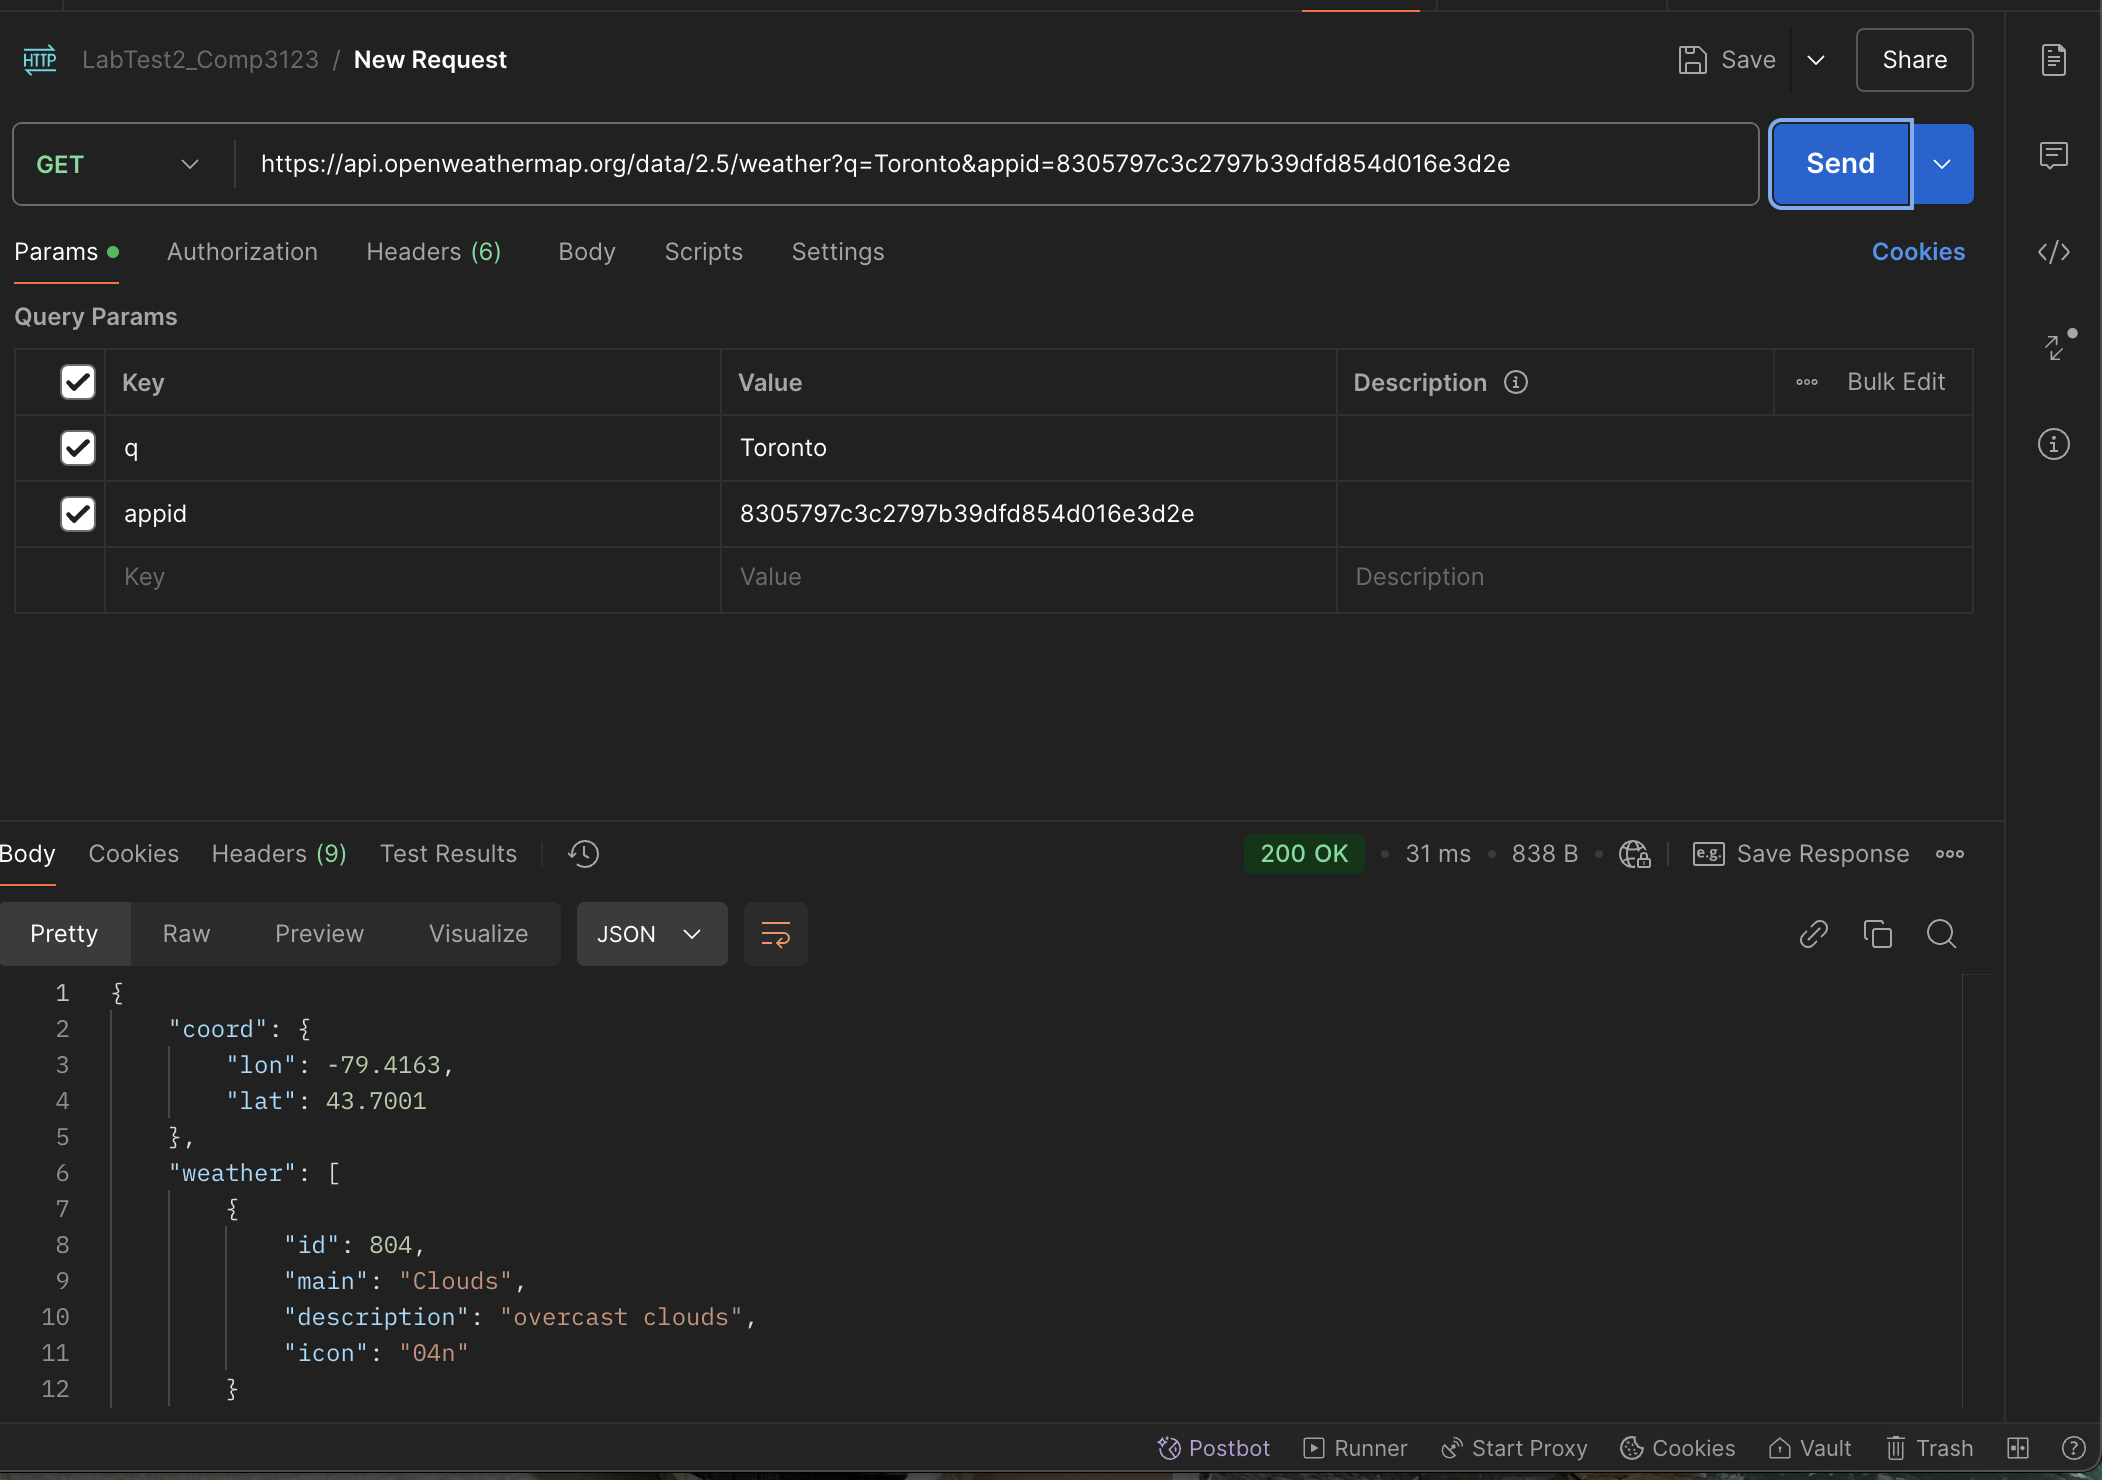 HTTP LabTest2_Comp3123 / New Request Save Share
GET https://api.openweathermap.org/data/2.5/weather?q=Toronto&appid=8305797c3c2797b39dfd854d016e3d2e Send
Params Authorization Headers (6) Body Scripts Settings Cookies
Query Params
Key Value Description Bulk Edit
q Toronto
appid 8305797c3c2797b39dfd854d016e3d2e
Key Value Description
Body Cookies Headers (9) Test Results 200 OK • 31 ms • 838 B • e.g. Save Response
Pretty Raw Preview Visualize JSON
1 {
2 "coord": {
3 "lon": -79.4163,
4 "lat": 43.7001
5 },
6 "weather": [
7 {
8 "id": 804,
9 "main": "Clouds",
10 "description": "overcast clouds",
11 "icon": "04n"
12 }
Postbot Runner Start Proxy Cookies Vault Trash